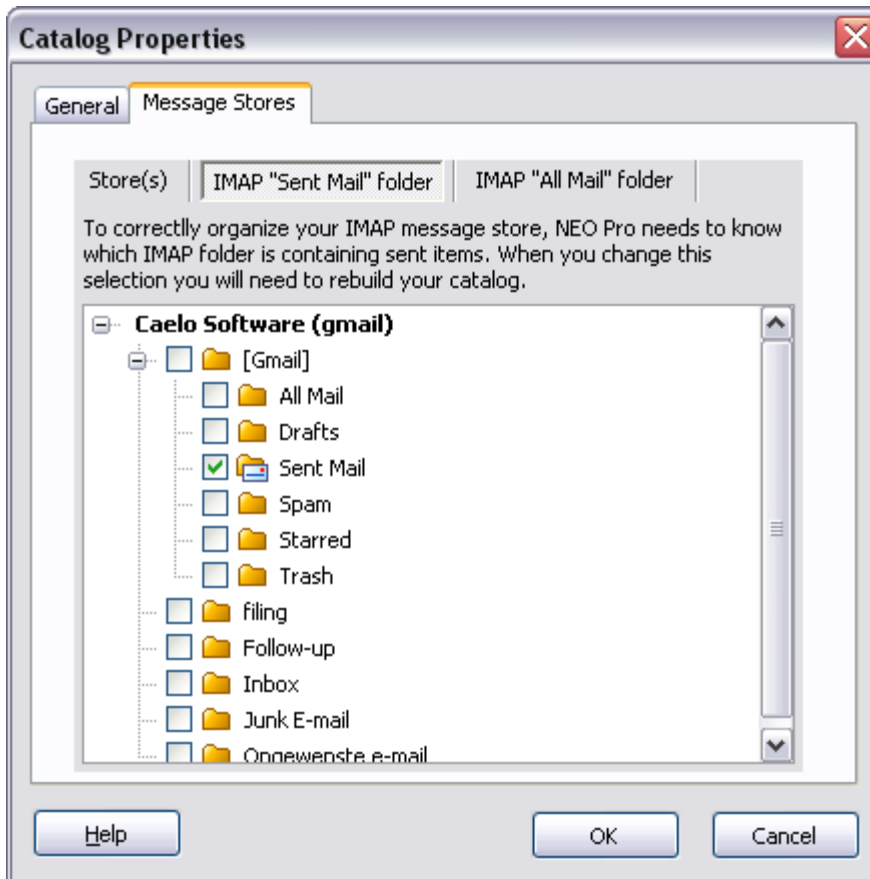 Catalog Properties
General Message Stores
Store(s) IMAP "Sent Mail" folder IMAP "All Mail" folder
To correctlly organize your IMAP message store, NEO Pro needs to know
which IMAP folder is containing sent items. When you change this
selection you will need to rebuild your catalog.
Caelo Software (gmail)
[Gmail]
All Mail
Drafts
Sent Mail
Spam
Starred
Trash
filing
Follow-up
Inbox
Junk E-mail
Ongewenste e-mail
Help OK Cancel